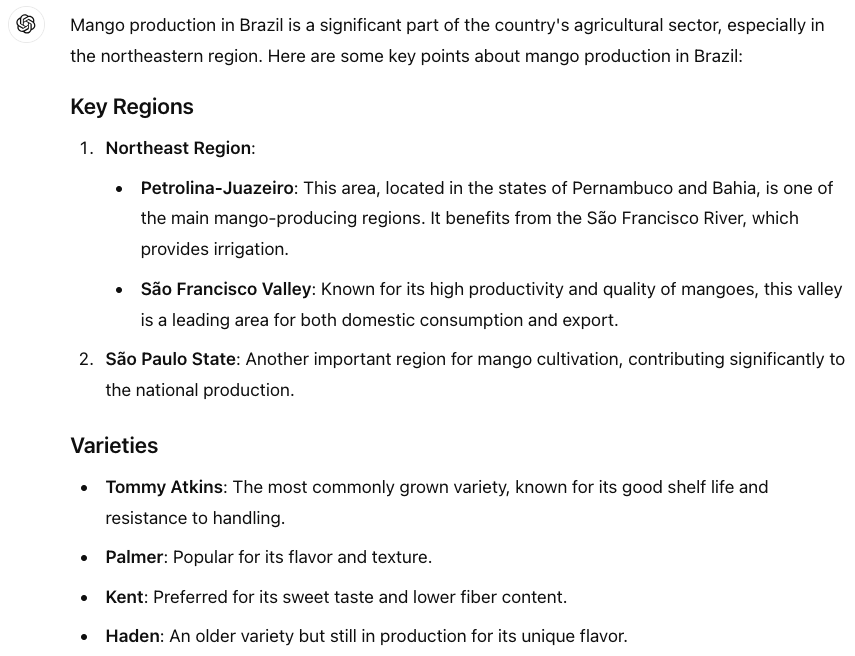 Mango production in Brazil is a significant part of the country's agricultural sector, especially in
the northeastern region. Here are some key points about mango production in Brazil:
Key Regions
1. Northeast Region:
• Petrolina-Juazeiro: This area, located in the states of Pernambuco and Bahia, is one of
the main mango-producing regions. It benefits from the São Francisco River, which
provides irrigation.
• São Francisco Valley: Known for its high productivity and quality of mangoes, this valley
is a leading area for both domestic consumption and export.
2. São Paulo State: Another important region for mango cultivation, contributing significantly to
the national production.
Varieties
• Tommy Atkins: The most commonly grown variety, known for its good shelf life and
resistance to handling.
• Palmer: Popular for its flavor and texture.
• Kent: Preferred for its sweet taste and lower fiber content.
• Haden: An older variety but still in production for its unique flavor.